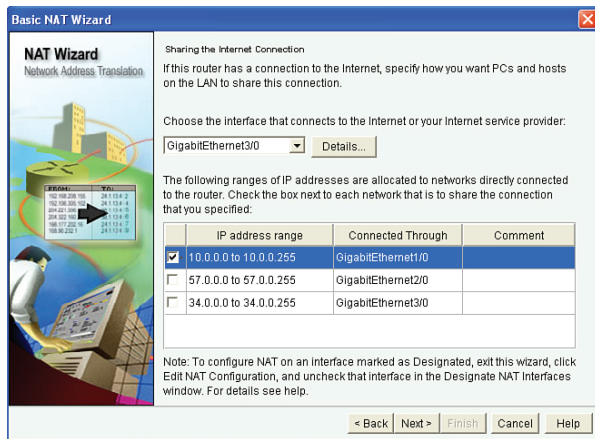 Basic NAT Wizard
NAT Wizard
Network Address Translation
FROM: TO:
Sharing the Internet Connection
If this router has a connection to the Internet, specify how you want PCs and hosts
on the LAN to share this connection.
Choose the interface that connects to the Internet or your Internet service provider:
GigabitEthernet3/0 Details...
The following ranges of IP addresses are allocated to networks directly connected
to the router. Check the box next to each network that is to share the connection
that you specified:
IP address range Connected Through Comment
10.0.0.0 to 10.0.0.255 GigabitEthernet1/0
57.0.0.0 to 57.0.0.255 GigabitEthernet2/0
34.0.0.0 to 34.0.0.255 GigabitEthernet3/0
Note: To configure NAT on an interface marked as Designated, exit this wizard, click
Edit NAT Configuration, and uncheck that interface in the Designate NAT Interfaces
window. For details see help.
< Back Next > Finish Cancel Help